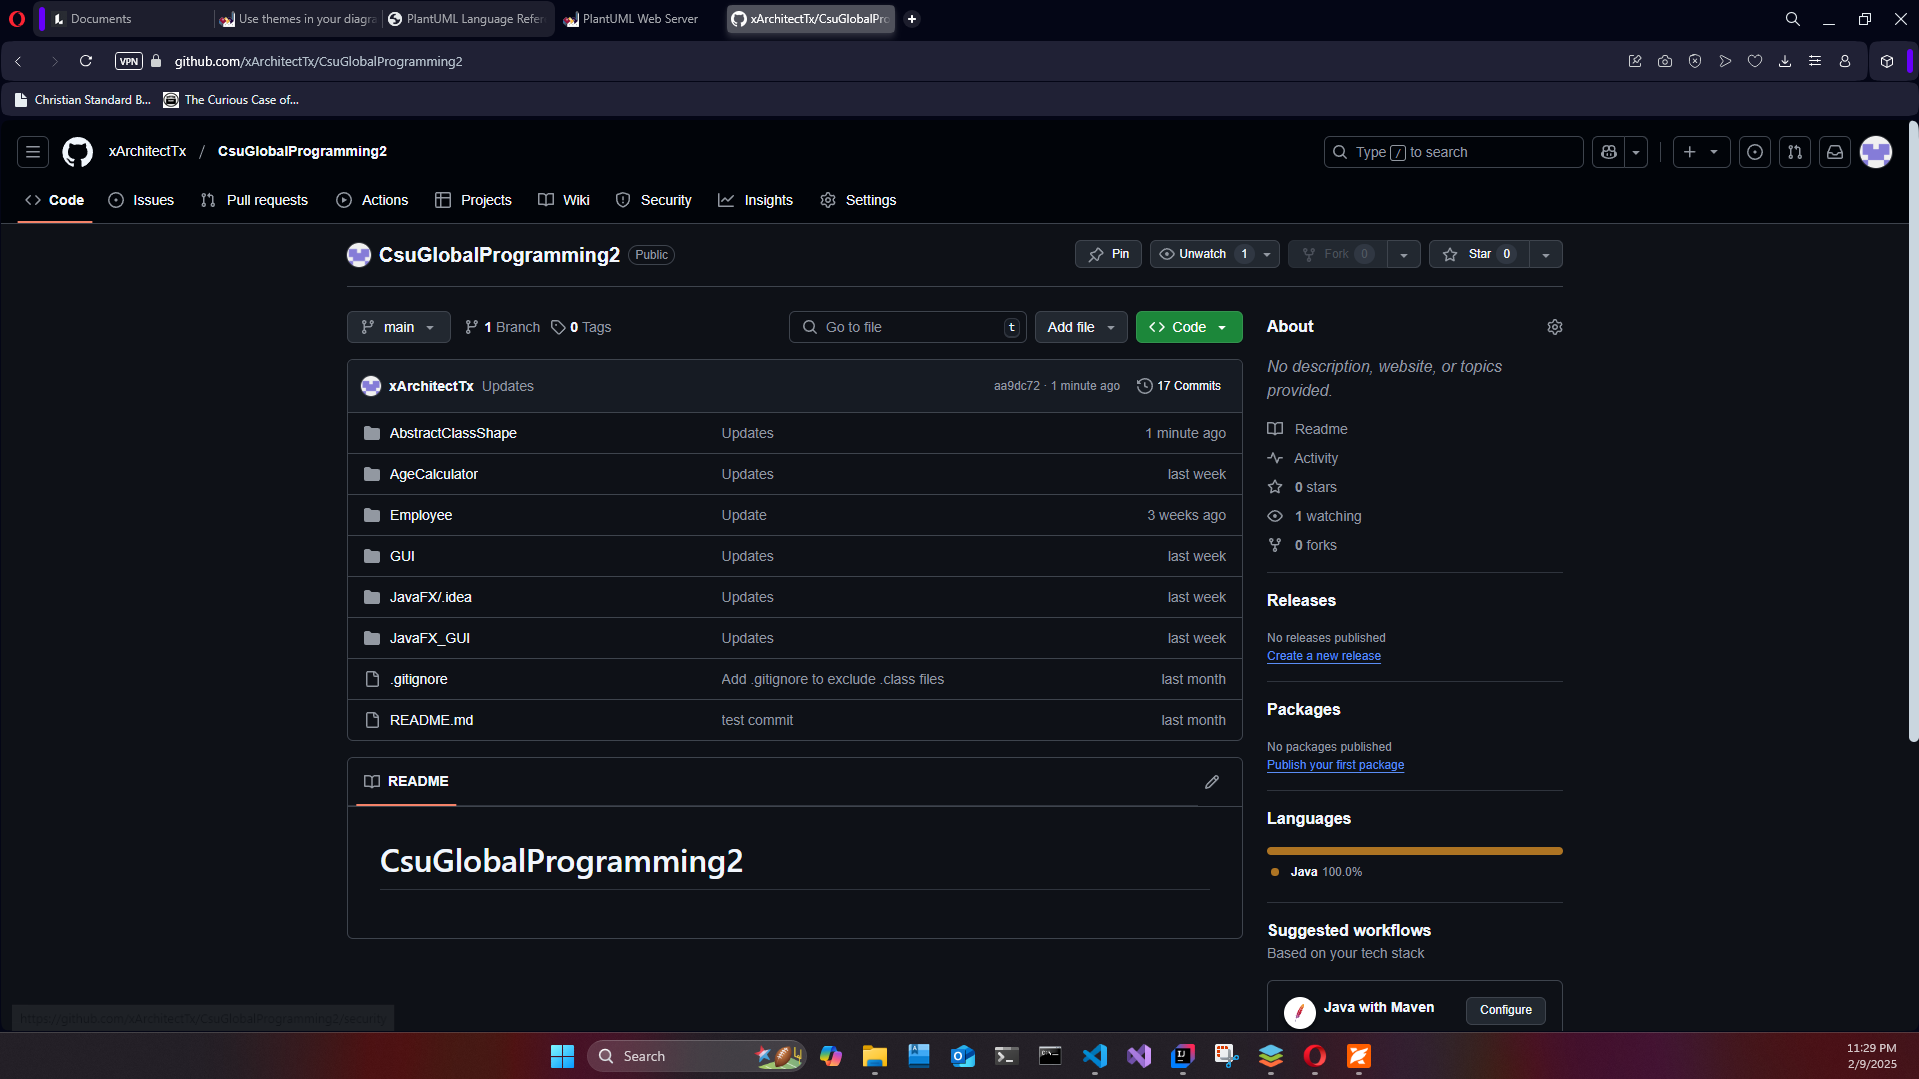 Documents
Use themes in your diagra
PlantUML Language Refer
PlantUML Web Server
xArchitectTx/CsuGlobalPro
VPN
github.com/xArchitectTx/CsuGlobalProgramming2
Christian Standard B...
The Curious Case of...
xArchitectTx / CsuGlobalProgramming2
Type / to search
Code
Issues
Pull requests
Actions
Projects
Wiki
Security
Insights
Settings
CsuGlobalProgramming2 Public
Pin
Unwatch 1
Fork 0
Star 0
main
1 Branch
0 Tags
Go to file t
Add file
Code
xArchitectTx Updates aa9dc72 · 1 minute ago 17 Commits
AbstractClassShape Updates 1 minute ago
AgeCalculator Updates last week
Employee Update 3 weeks ago
GUI Updates last week
JavaFX/.idea Updates last week
JavaFX_GUI Updates last week
.gitignore Add .gitignore to exclude .class files last month
README.md test commit last month
README
CsuGlobalProgramming2
About
No description, website, or topics
provided.
Readme
Activity
0 stars
1 watching
0 forks
Releases
No releases published
Create a new release
Packages
No packages published
Publish your first package
Languages
Java 100.0%
Suggested workflows
Based on your tech stack
Java with Maven
Configure
https://github.com/xArchitectTx/CsuGlobalProgramming2/security
Search
11:29 PM
2/9/2025